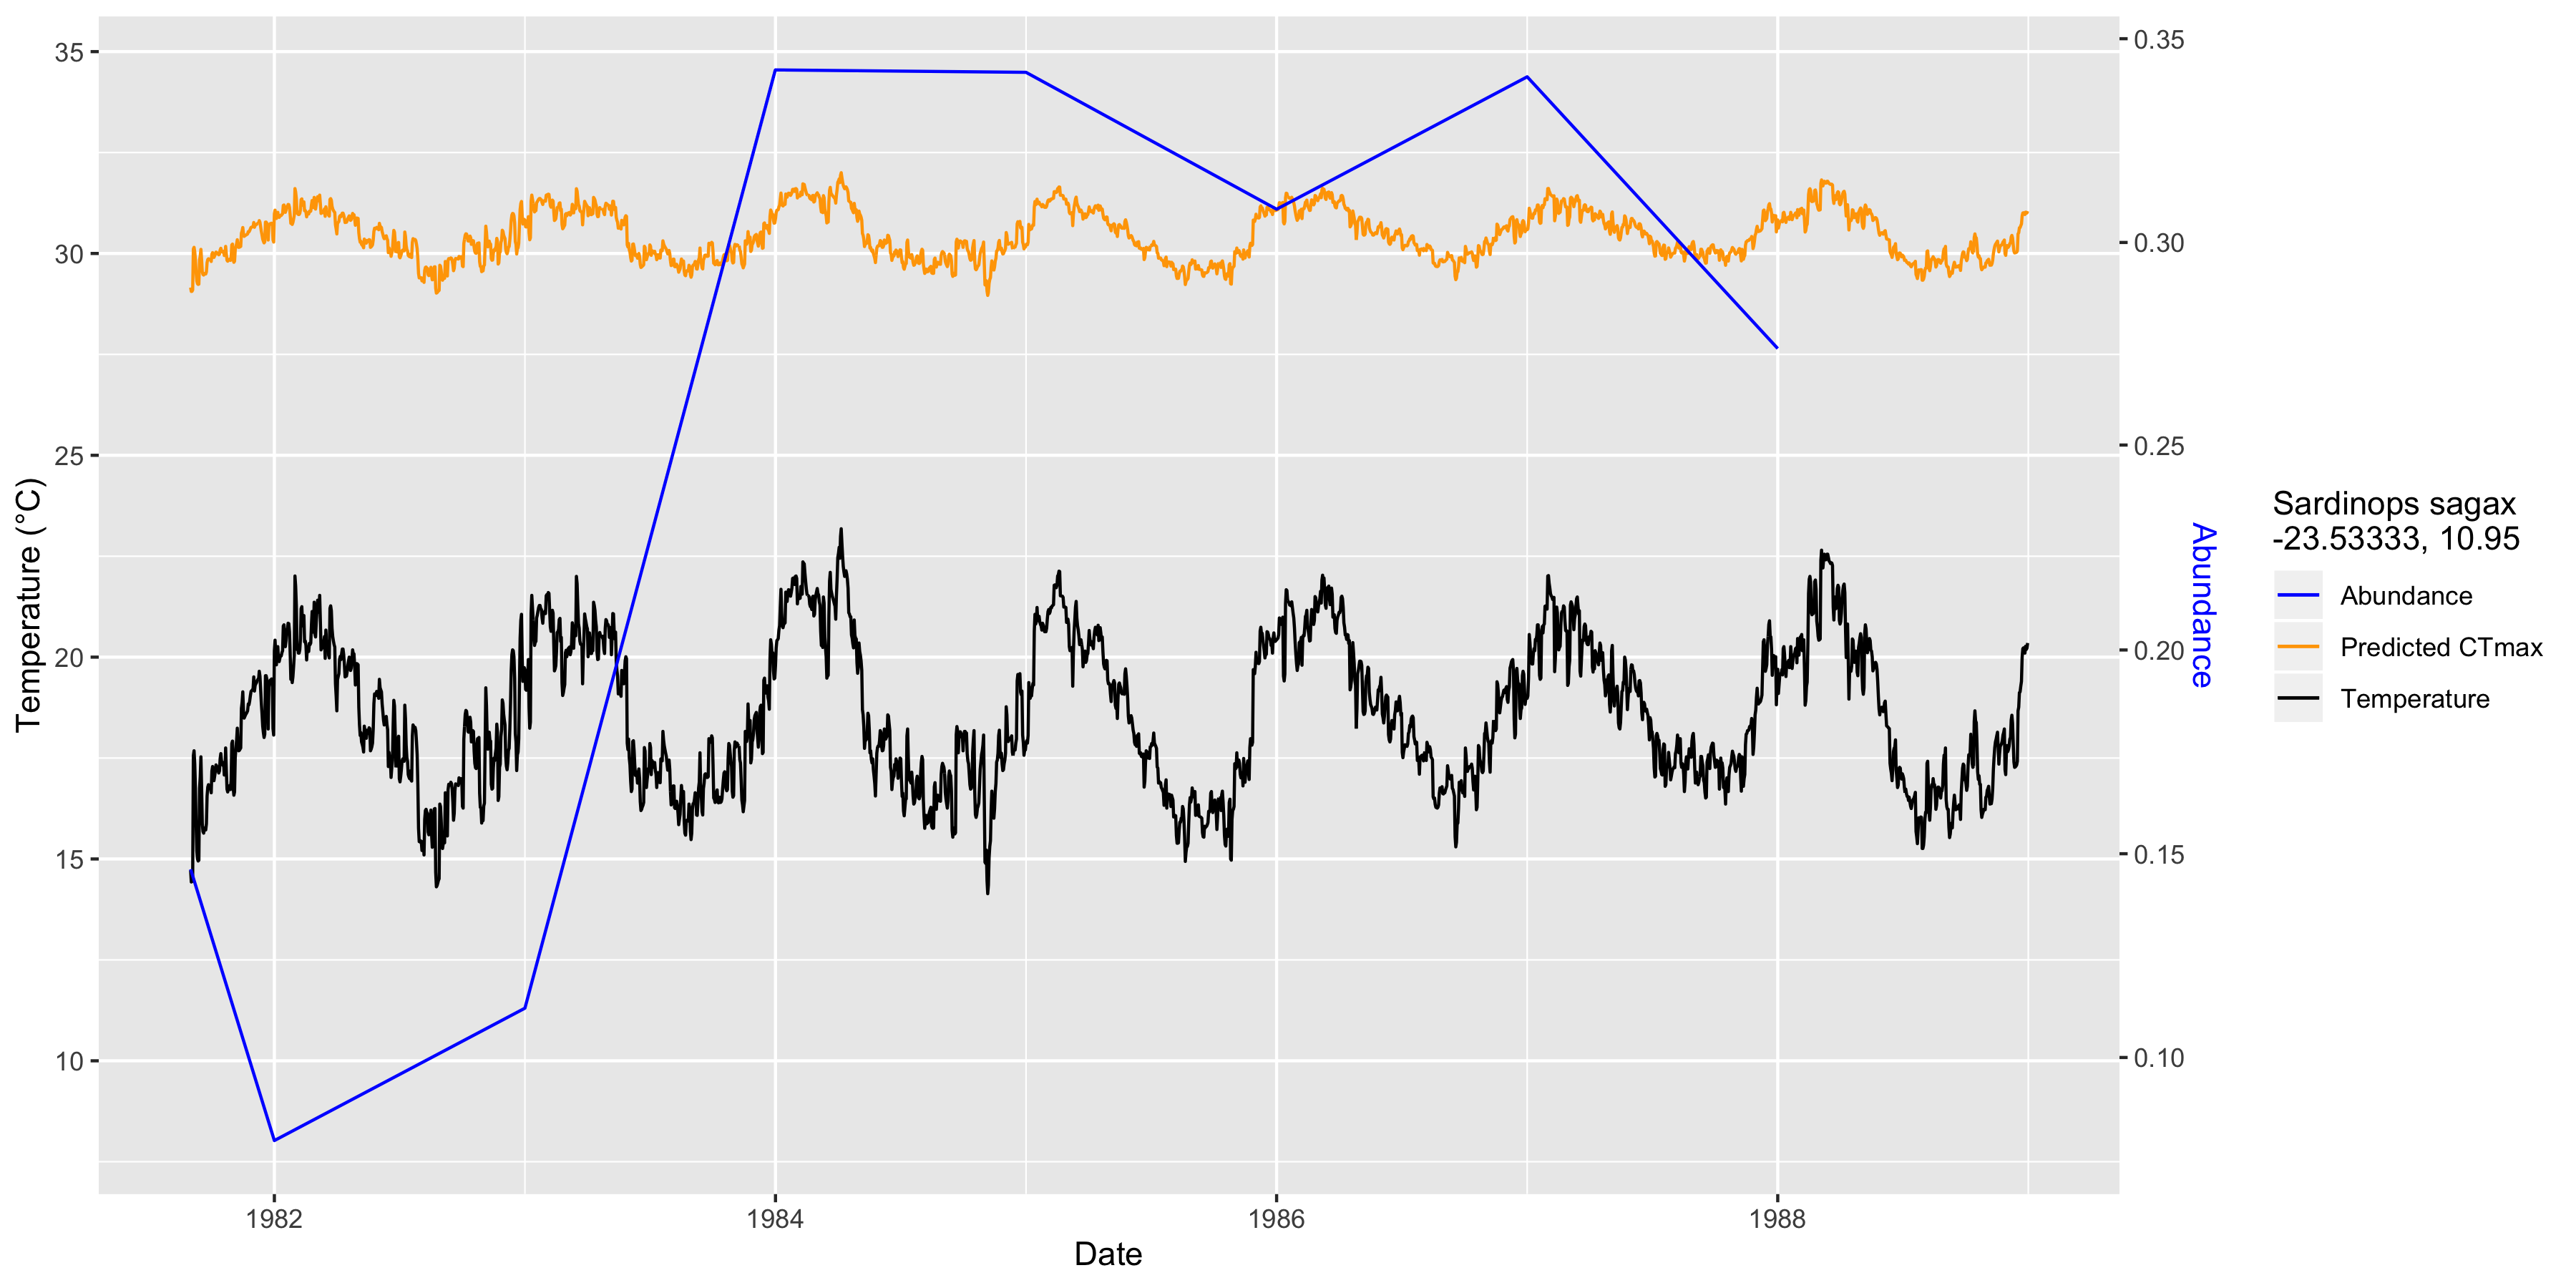 35
30
25
20
15
10
Temperature (°C)
1982
1984
1986
1988
Date
0.35
0.30
0.25
0.20
0.15
0.10
Abundance
Sardinops sagax
-23.53333, 10.95
Abundance
Predicted CTmax
Temperature